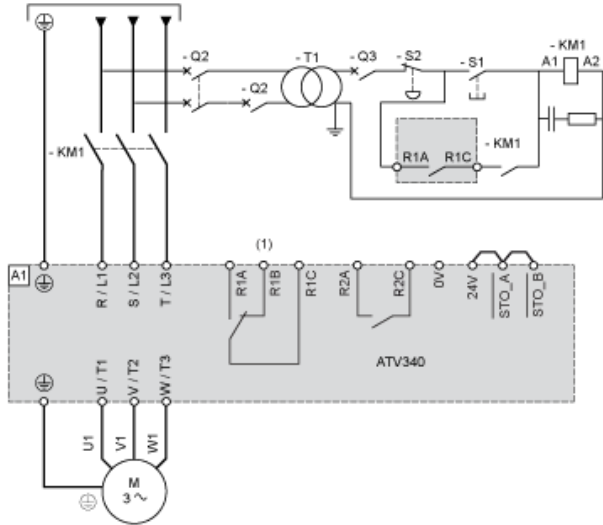 - Q2
- T1
- Q3
- S2
- S1
- KM1
A1
A2
- Q2
R1A
R1C
- KM1
- KM1
(1)
A1
R / L1
S / L2
T / L3
R1A
R1B
R1C
R2A
R2C
0V
24V
STO_A
STO_B
ATV340
U / T1
V / T2
W / T3
U1
V1
W1
M
3 ~